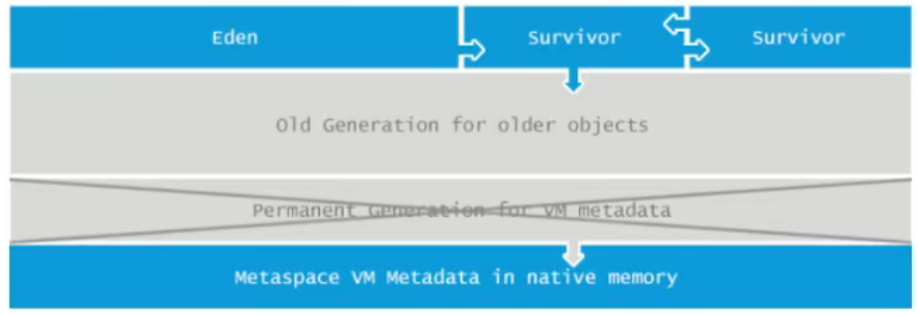 Eden
Survivor
Survivor
Old Generation for older objects
Permanent Generation for VM metadata
Metaspace VM Metadata in native memory